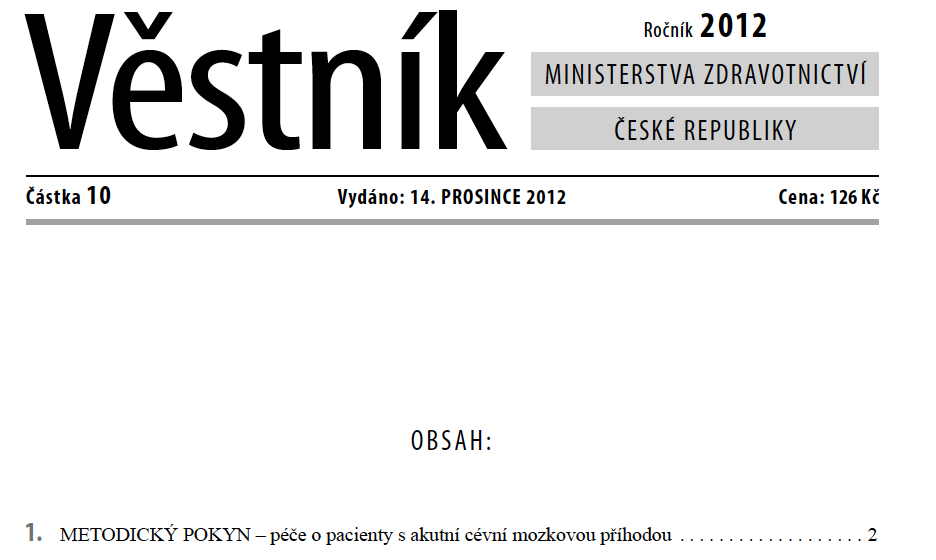 Věstník
Ročník 2012
MINISTERSTVA ZDRAVOTNICTVÍ
ČESKÉ REPUBLIKY
Částka 10 Vydáno: 14. PROSINCE 2012 Cena: 126 Kč
OBSAH:
1. METODICKÝ POKYN – péče o pacienty s akutní cévní mozkovou příhodou . . . . . . . . . . . . . . . . . . . 2